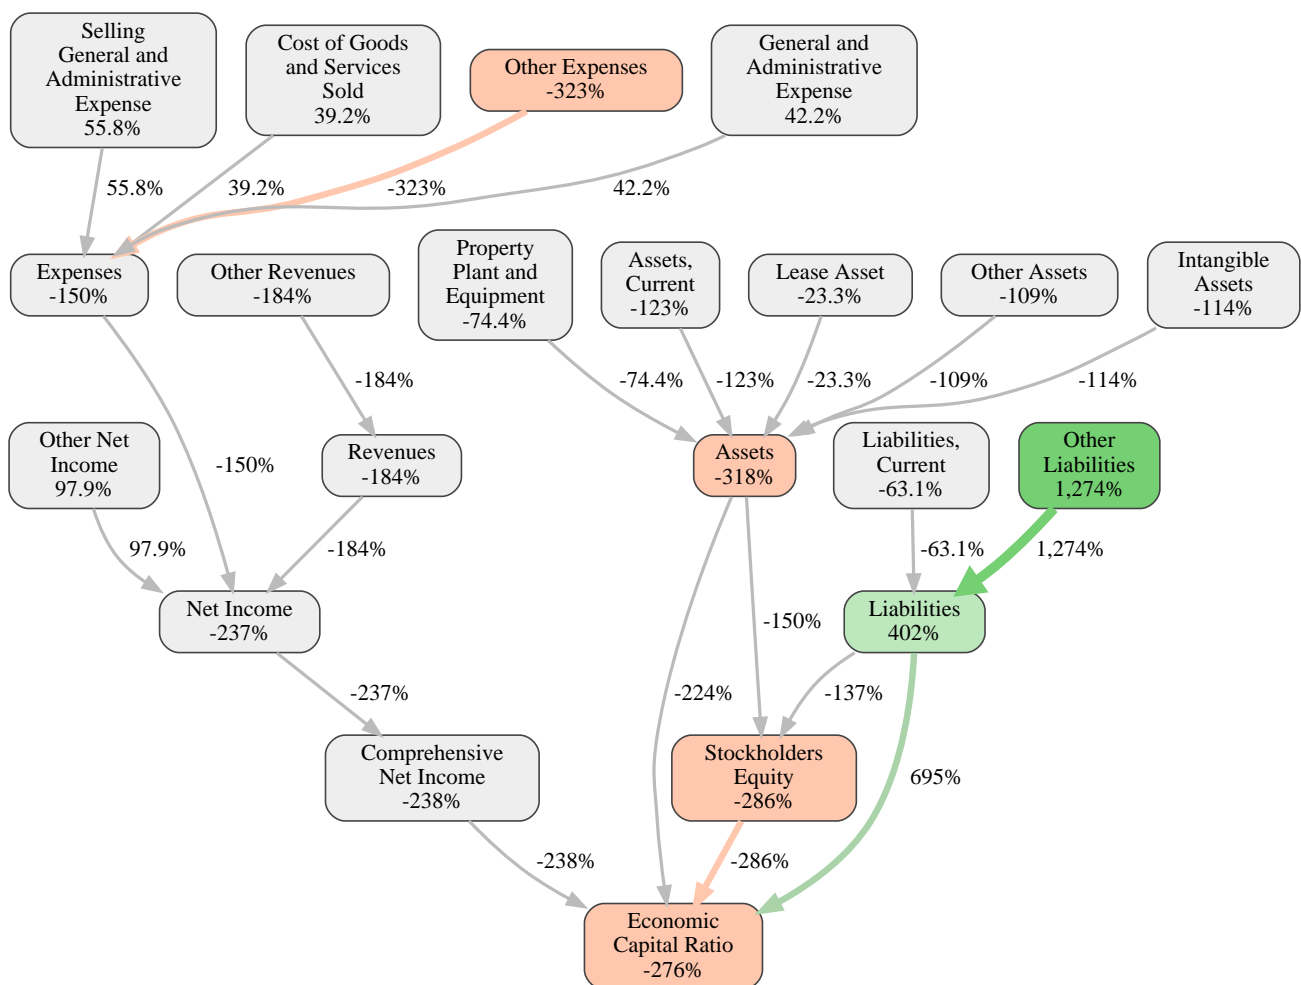 Selling
General and
Administrative
Expense
55.8%
Cost of Goods
and Services
Sold
39.2%
Other Expenses
-323%
General and
Administrative
Expense
42.2%
55.8%
39.2%
-323%
42.2%
Expenses
-150%
Other Revenues
-184%
Property
Plant and
Equipment
-74.4%
Assets,
Current
-123%
Lease Asset
-23.3%
Other Assets
-109%
Intangible
Assets
-114%
-184%
-74.4%
-123%
-23.3%
-109%
-114%
Other Net
Income
97.9%
-150%
Revenues
-184%
Assets
-318%
Liabilities,
Current
-63.1%
Other
Liabilities
1,274%
97.9%
-184%
-63.1%
1,274%
Net Income
-237%
-150%
Liabilities
402%
-237%
-224%
-137%
Comprehensive
Net Income
-238%
Stockholders
Equity
-286%
695%
-238%
-286%
Economic
Capital Ratio
-276%